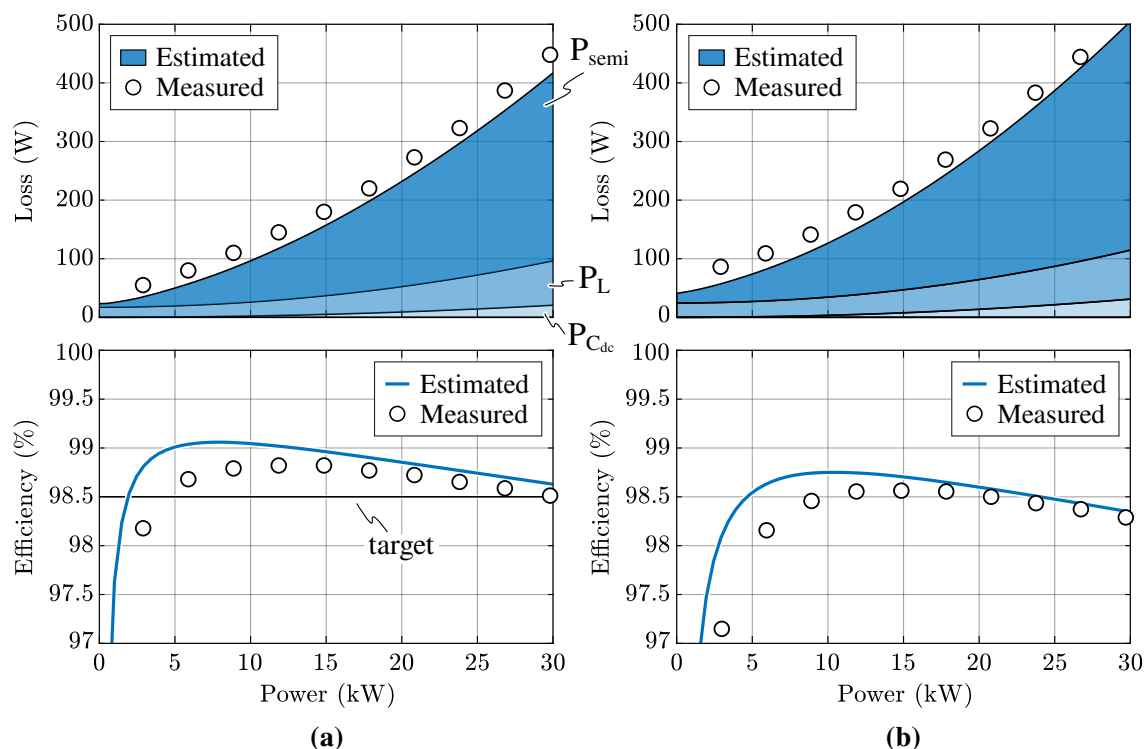 500
400
300
200
100
0
Loss (W)
Estimated
Measured
P_semi
P_L
P_C_dc
100
99.5
99
98.5
98
97.5
97
Efficiency (%)
Estimated
Measured
target
0 5 10 15 20 25 30
Power (kW)
(a)
500
400
300
200
100
0
Loss (W)
Estimated
Measured
100
99.5
99
98.5
98
97.5
97
Efficiency (%)
Estimated
Measured
0 5 10 15 20 25 30
Power (kW)
(b)